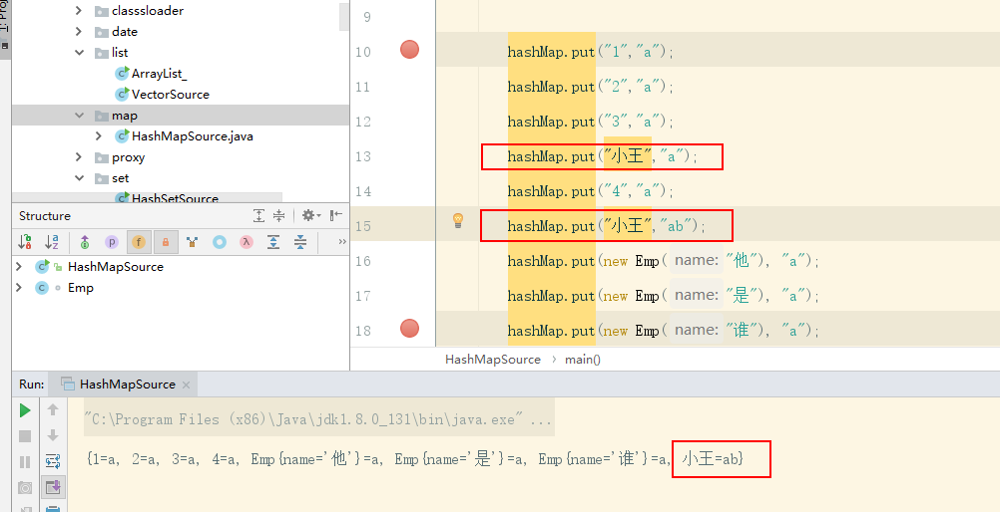 classsloader
date
list
ArrayList_
VectorSource
map
HashMapSource.java
proxy
set
HashSetSource
Structure
HashMapSource
Emp
9
10 hashMap.put("1","a");
11 hashMap.put("2","a");
12 hashMap.put("3","a");
13 hashMap.put("小王","a");
14 hashMap.put("4","a");
15 hashMap.put("小王","ab");
16 hashMap.put(new Emp( name: "他"), "a");
17 hashMap.put(new Emp( name: "是"), "a");
18 hashMap.put(new Emp( name: "谁"), "a");
HashMapSource › main()
Run: HashMapSource ×
"C:\Program Files (x86)\Java\jdk1.8.0_131\bin\java.exe" ...
{1=a, 2=a, 3=a, 4=a, Emp{name='他'}=a, Emp{name='是'}=a, Emp{name='谁'}=a, 小王=ab}